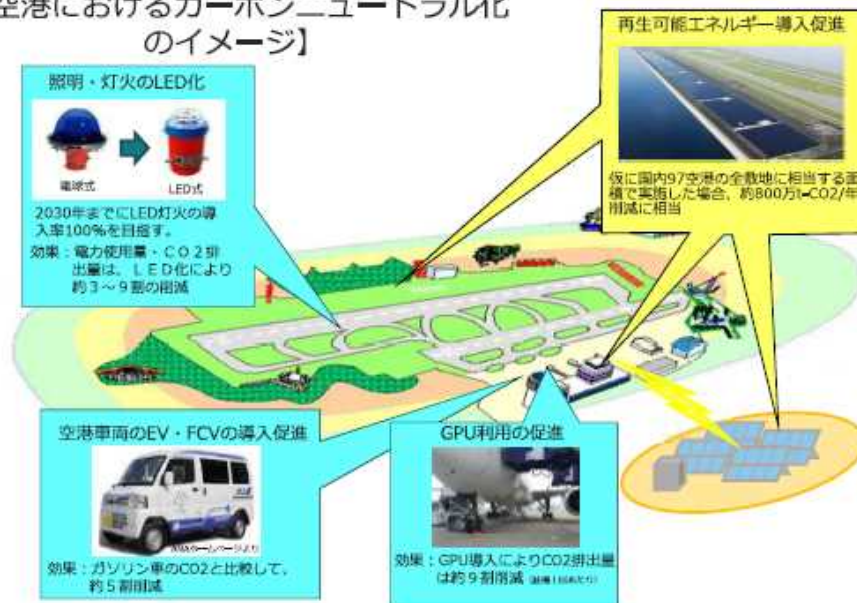 空港におけるカーボンニュートラル化
のイメージ】
照明・灯火のLED化
電球式
LED式
2030年までにLED灯火の導
入率100%を目指す。
効果：電力使用量・ＣＯ２排
出量は、ＬＥＤ化により
約３～９割の削減
再生可能エネルギー導入促進
仮に国内97空港の全敷地に相当する面
積で実施した場合、約800万t-CO2/年
削減に相当
空港車両のEV・FCVの導入促進
ホームページより
効果：ガソリン車のCO2と比較して、
約５割削減
GPU利用の促進
効果：GPU導入によりCO2排出量
は約９割削減